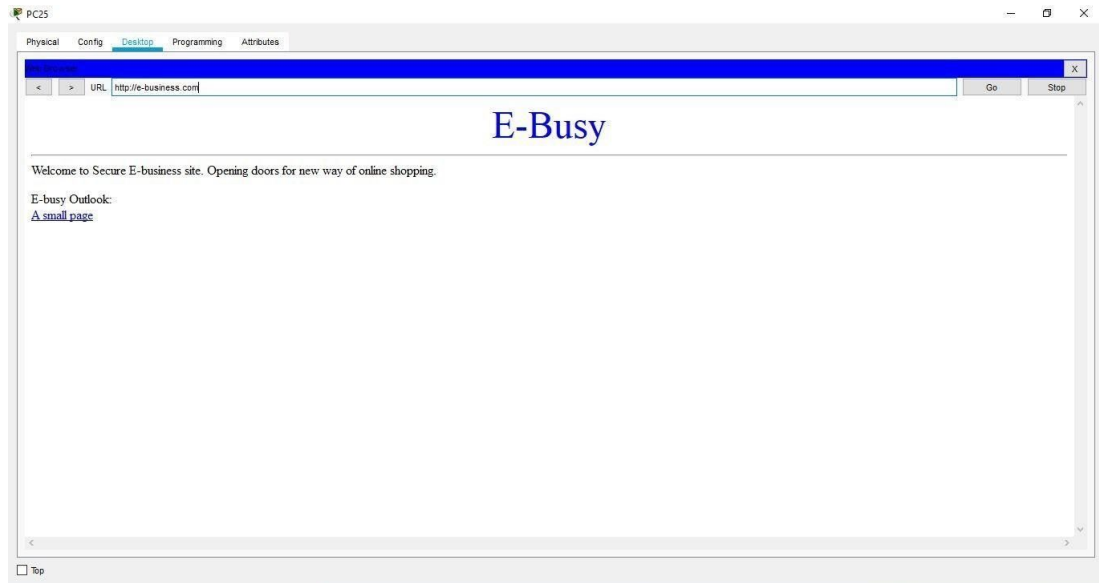 PC25
Physical Config Desktop Programming Attributes
X
< > URL http://e-business.com Go Stop
E-Busy
Welcome to Secure E-business site. Opening doors for new way of online shopping.
E-busy Outlook:
A small page
Top